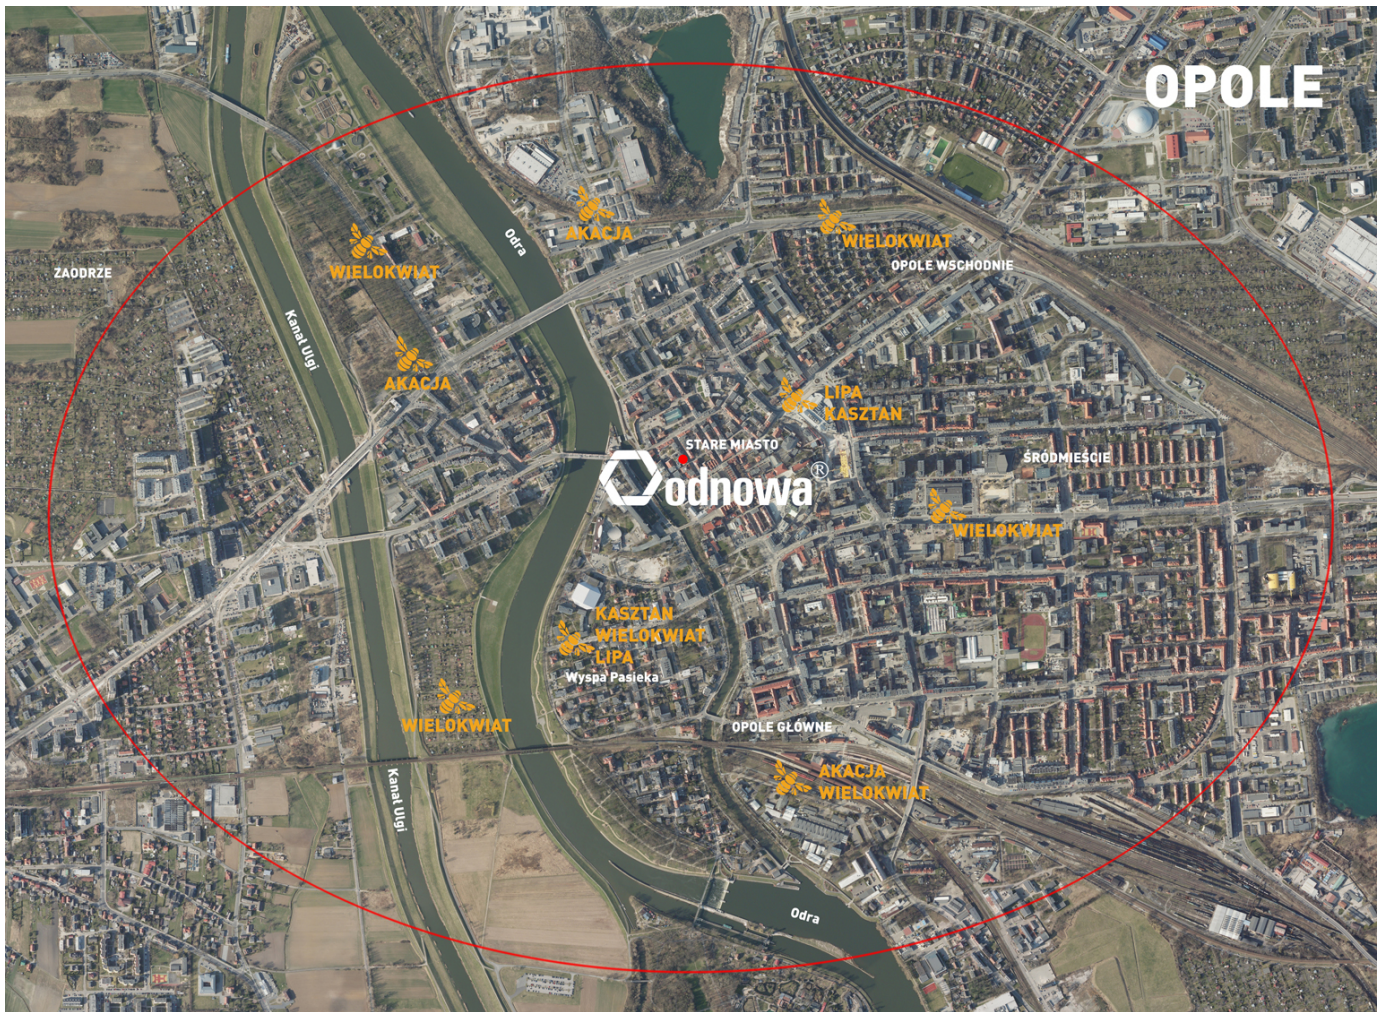 OPOLE
AKACJA
Odra
WIELOKWIAT
OPOLE WSCHODNIE
ZAODRZE
WIELOKWIAT
Kanał Ulgi
AKACJA
LIPA
KASZTAN
STARE MIASTO
odnowa®
ŚRÓDMIEŚCIE
WIELOKWIAT
KASZTAN
WIELOKWIAT
LIPA
Wyspa Pasieka
WIELOKWIAT
OPOLE GŁÓWNE
Kanał Ulgi
AKACJA
WIELOKWIAT
Odra